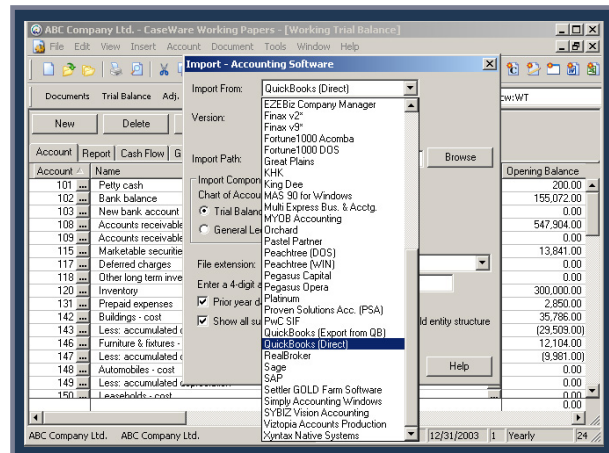 ABC Company Ltd. - CaseWare Working Papers - [Working Trial Balance]
File Edit View Insert Account Document Tools Window Help
Import - Accounting Software
Documents Trial Balance Adj.
cw:WT
New Delete
Account Report Cash Flow G
Account Name Opening Balance
101 ... Petty cash 200.00
102 ... Bank balance 155,072.00
103 ... New bank account 0.00
108 ... Accounts receivable 547,904.00
109 ... Accounts receivable 0.00
115 ... Marketable securitie 13,841.00
117 ... Deferred charges 0.00
118 ... Other long term inve 0.00
120 ... Inventory 300,000.00
131 ... Prepaid expenses 2,850.00
142 ... Buildings - cost 35,786.00
143 ... Less: accumulated d (29,509.00)
146 ... Furniture & fixtures - 12,104.00
147 ... Less: accumulated d (9,981.00)
148 ... Automobiles - cost 0.00
149 ... Less: accumulated depreciation 0.00
150 ... Leaseholds - cost 0.00
0.00
Import From: QuickBooks (Direct)
Version:
Import Path: Browse
Import Compon
Chart of Accou
Trial Balanc
General Le
File extension:
Enter a 4-digit a
Prior year d
Show all su ld entity structure
Help
EZEBiz Company Manager
Finax v2*
Finax v9*
Fortune1000 Acomba
Fortune1000 DOS
Great Plains
KHK
King Dee
MAS 90 for Windows
Multi Express Bus. & Acctg.
MYOB Accounting
Orchard
Pastel Partner
Peachtree (DOS)
Peachtree (WIN)
Pegasus Capital
Pegasus Opera
Platinum
Proven Solutions Acc. (PSA)
PwC SIF
QuickBooks (Export from QB)
QuickBooks (Direct)
RealBroker
Sage
SAP
Settler GOLD Farm Software
Simply Accounting Windows
SYBIZ Vision Accounting
Viztopia Accounts Production
Xyntax Native Systems
ABC Company Ltd. ABC Company Ltd. 12/31/2003 1 Yearly 24